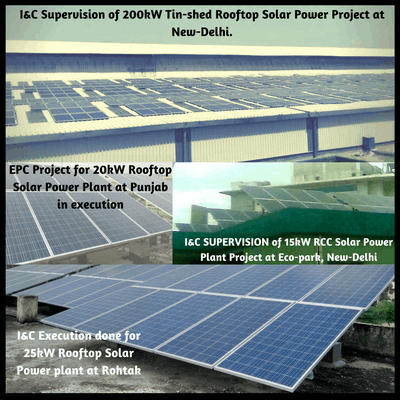 I&C Supervision of 200kW Tin-shed Rooftop Solar Power Project at
New-Delhi.
EPC Project for 20kW Rooftop
Solar Power Plant at Punjab
in execution
I&C SUPERVISION of 15kW RCC Solar Power
Plant Project at Eco-park, New-Delhi
I&C Execution done for
25kW Rooftop Solar
Power plant at Rohtak